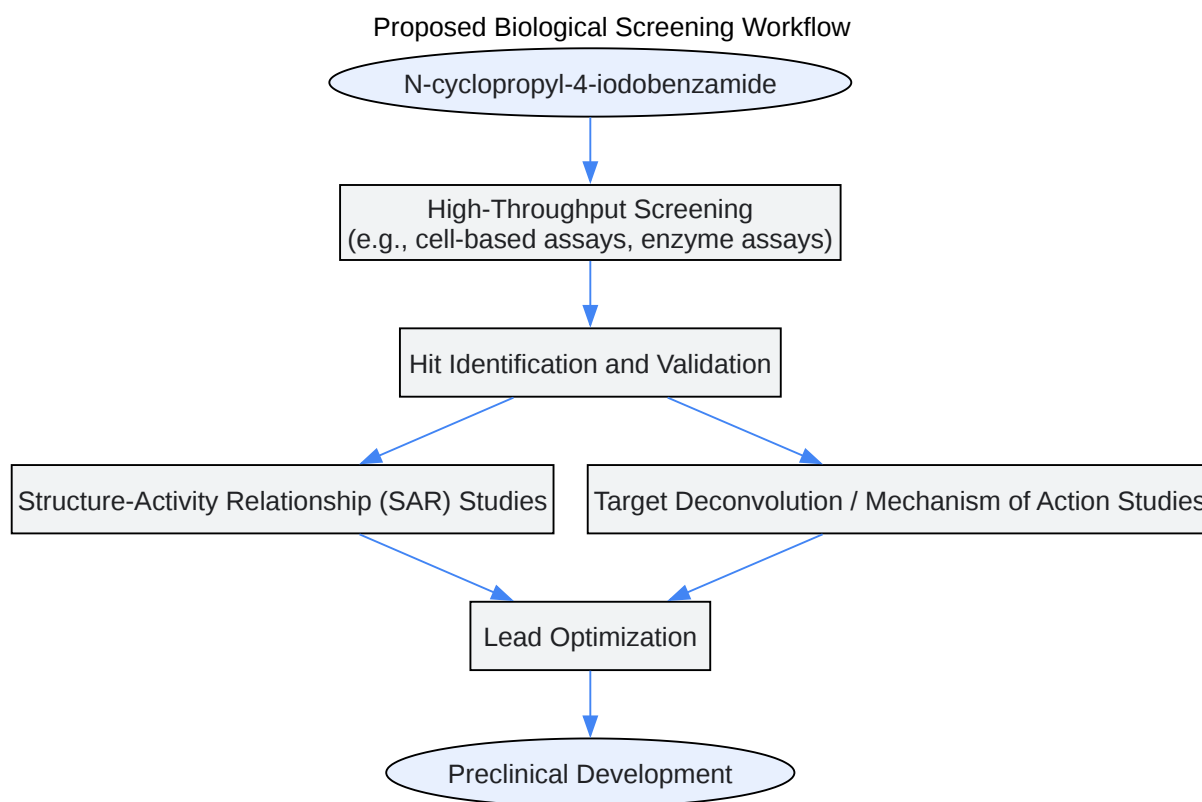 Proposed Biological Screening Workflow
N-cyclopropyl-4-iodobenzamide
High-Throughput Screening
(e.g., cell-based assays, enzyme assays)
Hit Identification and Validation
Structure-Activity Relationship (SAR) Studies
Target Deconvolution / Mechanism of Action Studies
Lead Optimization
Preclinical Development